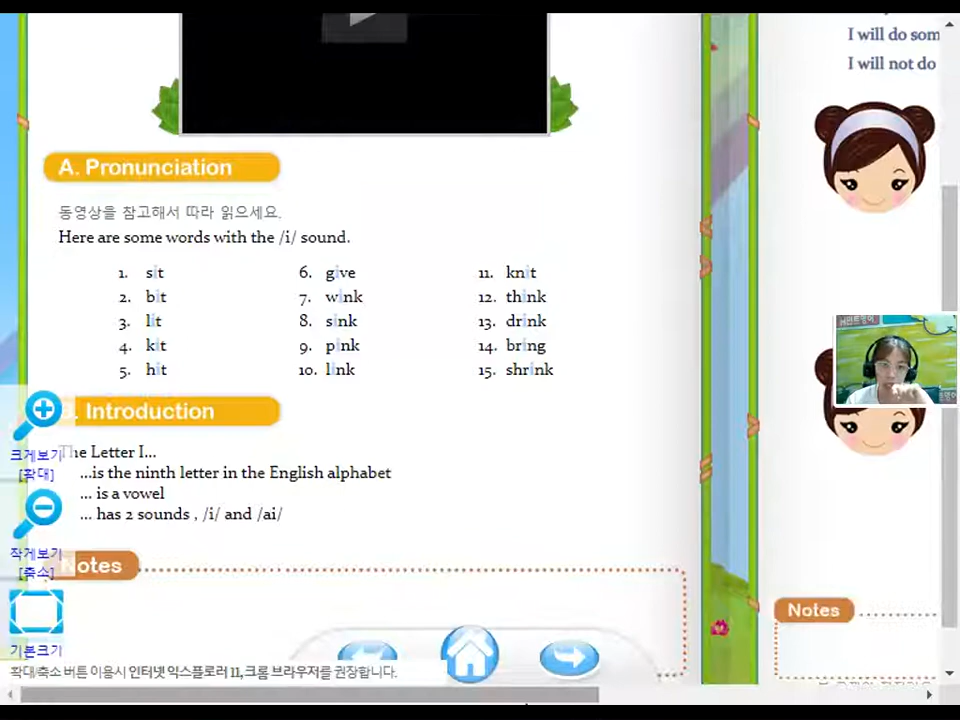 I will do som
I will not do
A. Pronunciation
동영상을 참고해서 따라 읽으세요.
Here are some words with the /i/ sound.
1. sit
2. bit
3. lit
4. kit
5. hit
6. give
7. wink
8. sink
9. pink
10. link
11. knit
12. think
13. drink
14. bring
15. shrink
. Introduction
The Letter I...
...is the ninth letter in the English alphabet
... is a vowel
... has 2 sounds , /i/ and /ai/
크게보기
[확대]
작게보기
[축소]
기본크기
Notes
Notes
확대/축소 버튼 이용시 인터넷 익스플로러 11, 크롬 브라우저를 권장합니다.